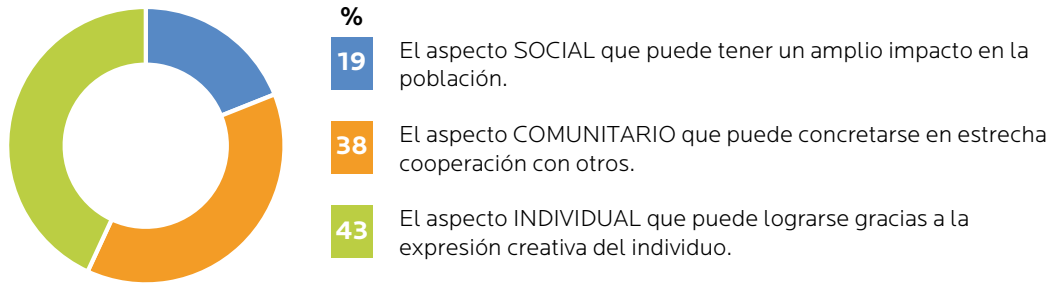 %
19 El aspecto SOCIAL que puede tener un amplio impacto en la
población.
38 El aspecto COMUNITARIO que puede concretarse en estrecha
cooperación con otros.
43 El aspecto INDIVIDUAL que puede lograrse gracias a la
expresión creativa del individuo.